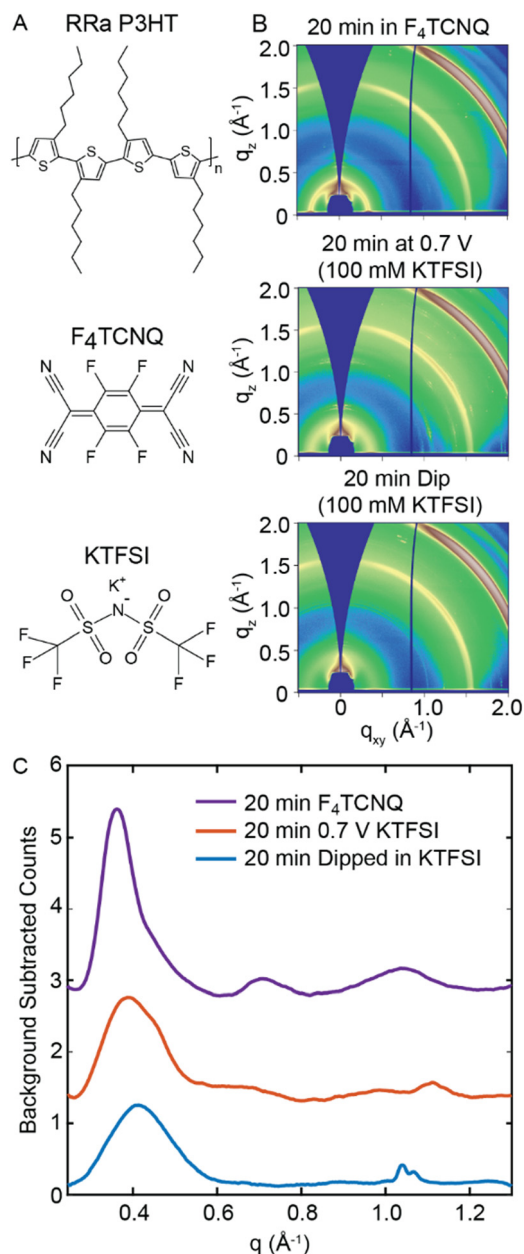 A
RRa P3HT
S
S
S
S
n
F₄TCNQ
N
N
F
F
F
F
N
N
KTFSI
K⁺
O
N
-
O
S
S
F
O
O
F
F
F
F
F
B
20 min in F₄TCNQ
2.0
1.5
1.0
0.5
0
q_z (Å⁻¹)
20 min at 0.7 V
(100 mM KTFSI)
2.0
1.5
1.0
0.5
0
q_z (Å⁻¹)
20 min Dip
(100 mM KTFSI)
2.0
1.5
1.0
0.5
0
q_z (Å⁻¹)
0
1.0
2.0
q_xy (Å⁻¹)
C
6
5
4
3
2
1
0
Background Subtracted Counts
20 min F₄TCNQ
20 min 0.7 V KTFSI
20 min Dipped in KTFSI
0.4
0.6
0.8
1.0
1.2
q (Å⁻¹)